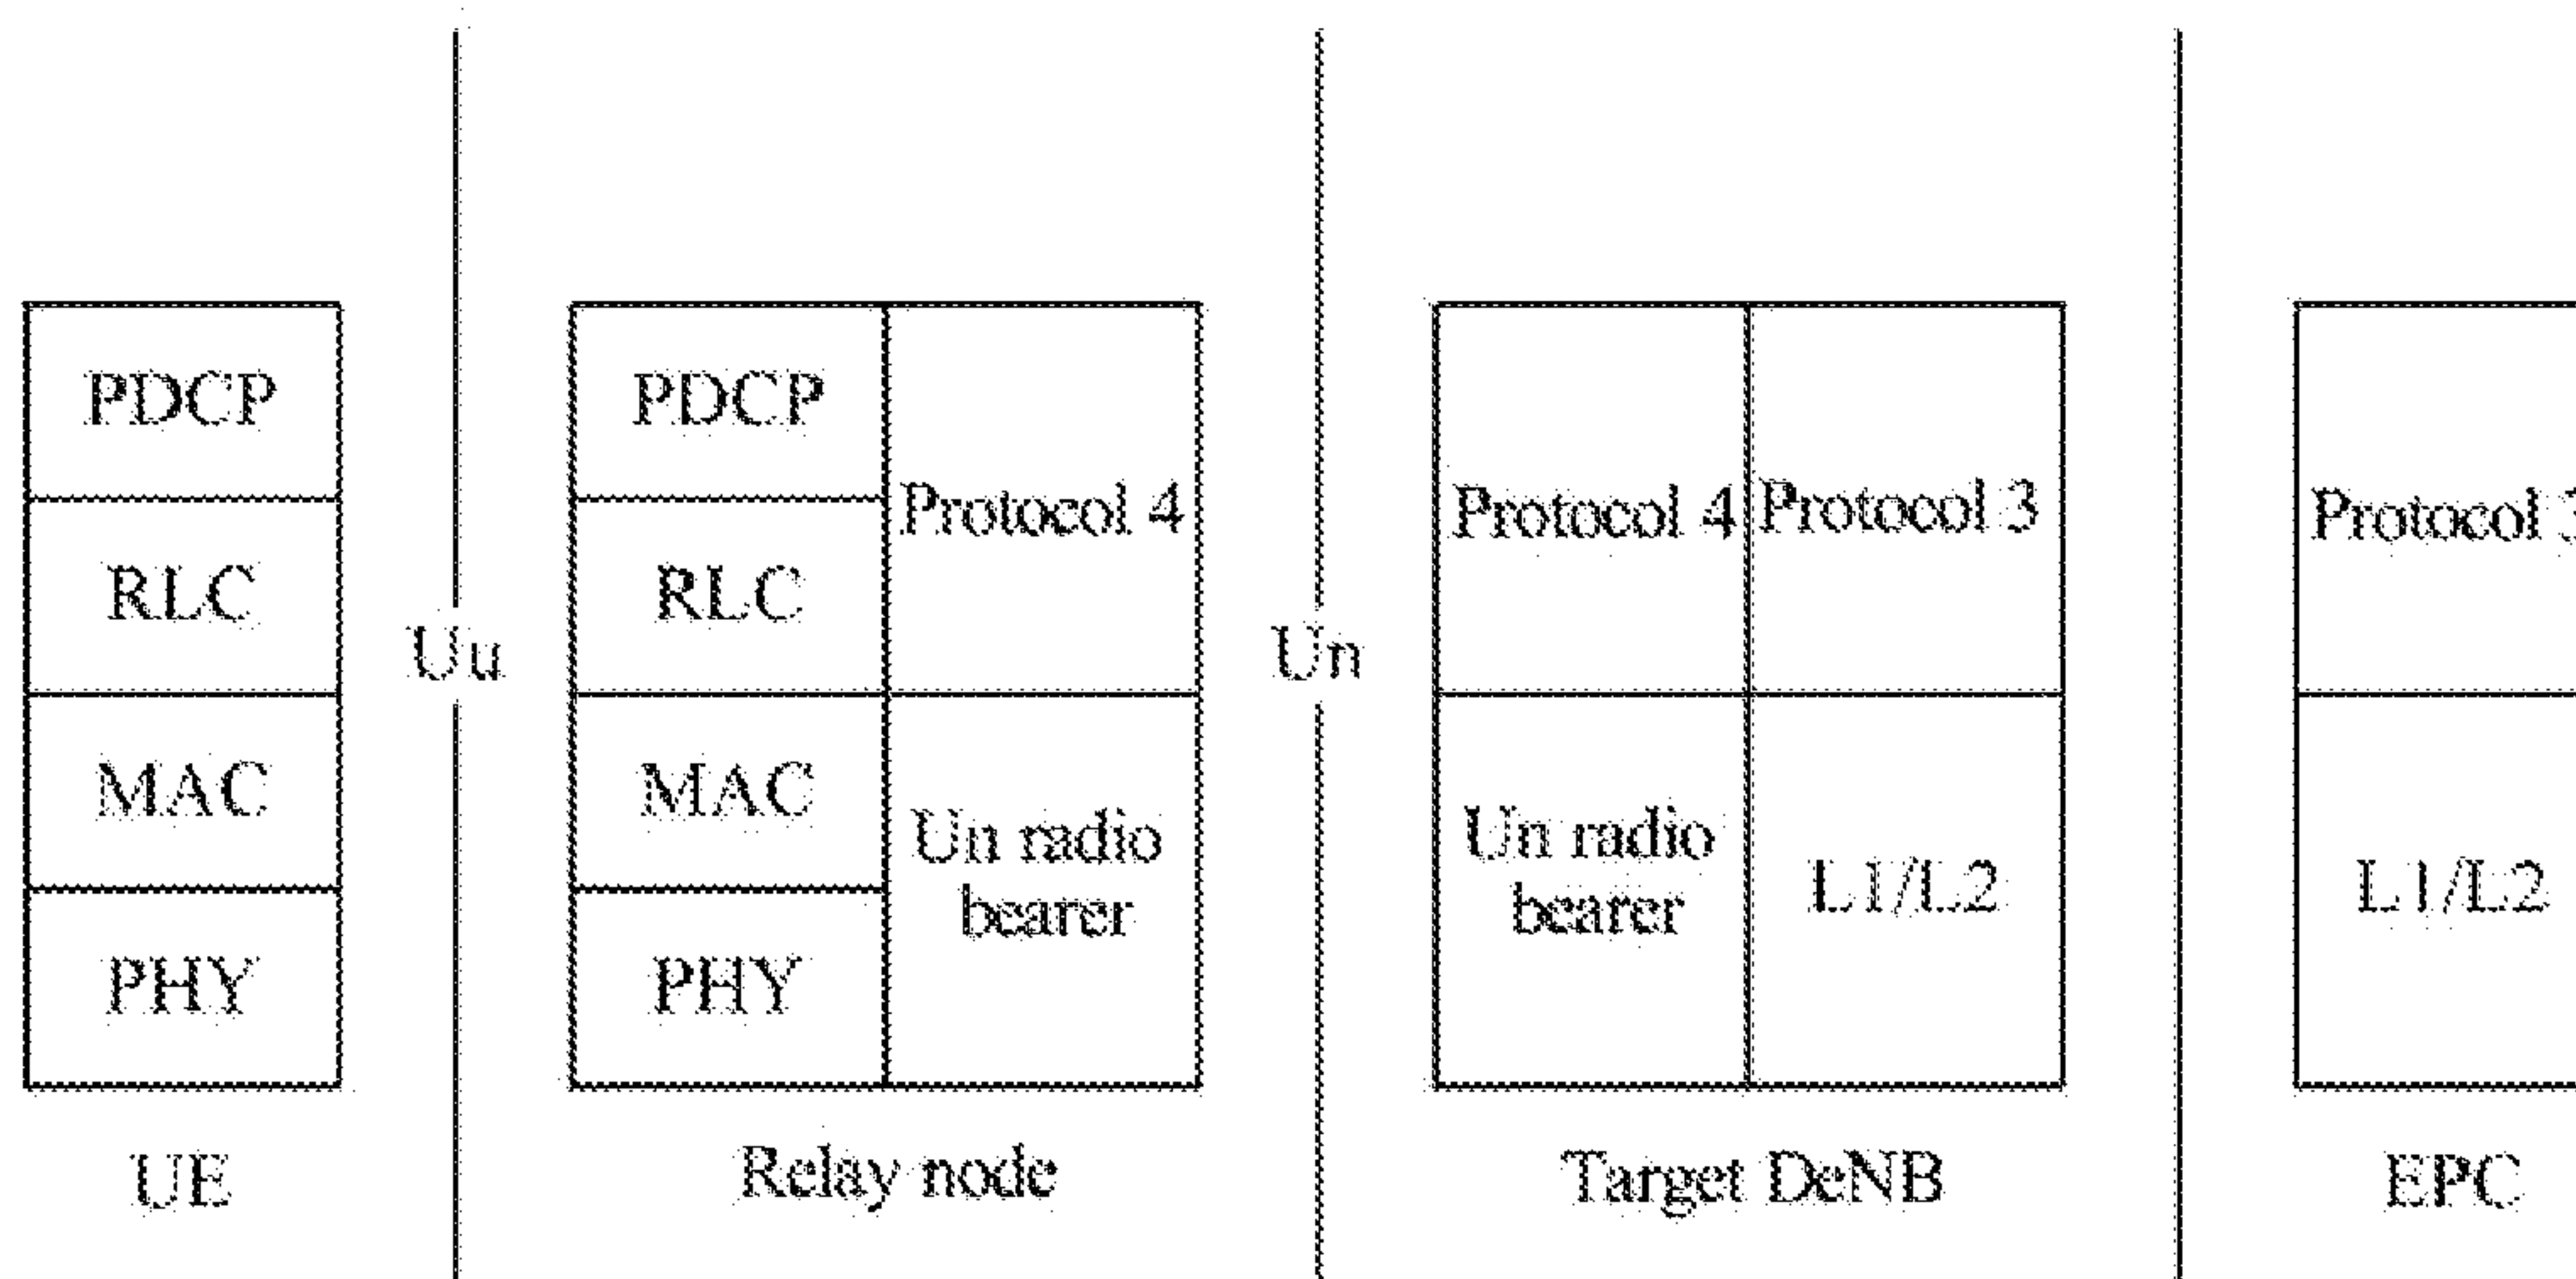 PDCP
RLC
MAC
PHY
UE
Uu
PDCP
RLC
MAC
PHY
Protocol 4
Un radio
bearer
Relay node
Un
Protocol 4
Un radio
bearer
Protocol 3
L1/L2
Target DeNB
Protocol
L1/L2
EPC